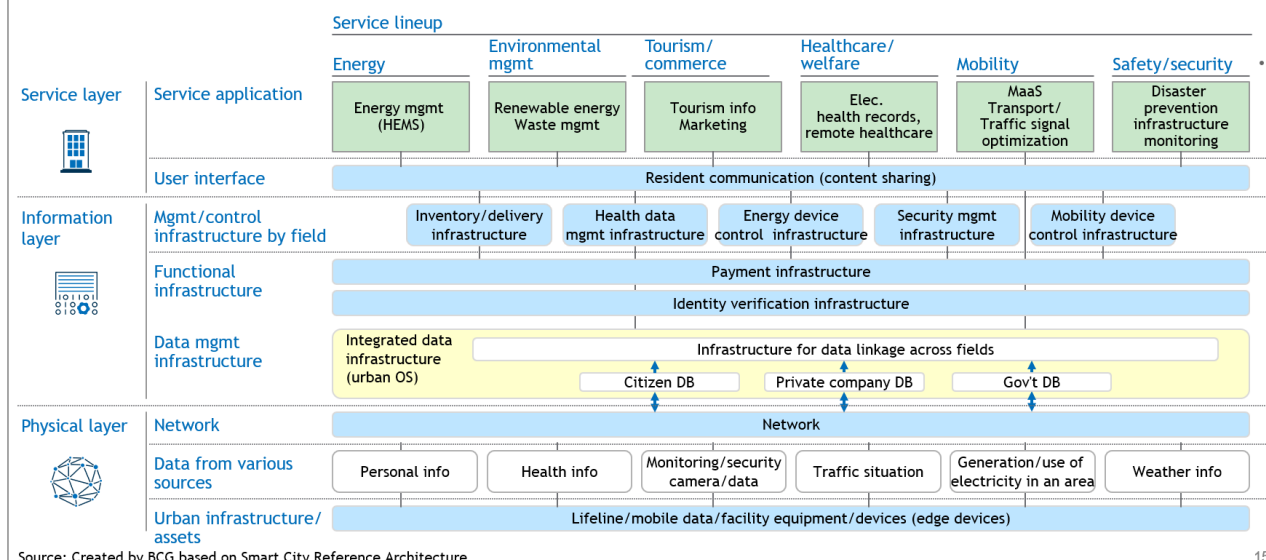 Service lineup
Energy
Environmental
mgmt
Tourism/
commerce
Healthcare/
welfare
Mobility
Safety/security
Service layer
Service application
Energy mgmt
(HEMS)
Renewable energy
Waste mgmt
Tourism info
Marketing
Elec.
health records,
remote healthcare
MaaS
Transport/
Traffic signal
optimization
Disaster
prevention
infrastructure
monitoring
User interface
Resident communication (content sharing)
Information
layer
Mgmt/control
infrastructure by field
Inventory/delivery
infrastructure
Health data
mgmt infrastructure
Energy device
control infrastructure
Security mgmt
infrastructure
Mobility device
control infrastructure
Functional
infrastructure
Payment infrastructure
Identity verification infrastructure
Data mgmt
infrastructure
Integrated data
infrastructure
(urban OS)
Infrastructure for data linkage across fields
Citizen DB
Private company DB
Gov't DB
Physical layer
Network
Network
Data from various
sources
Personal info
Health info
Monitoring/security
camera/data
Traffic situation
Generation/use of
electricity in an area
Weather info
Urban infrastructure/
assets
Lifeline/mobile data/facility equipment/devices (edge devices)
Source: Created by BCG based on Smart City Reference Architecture
15